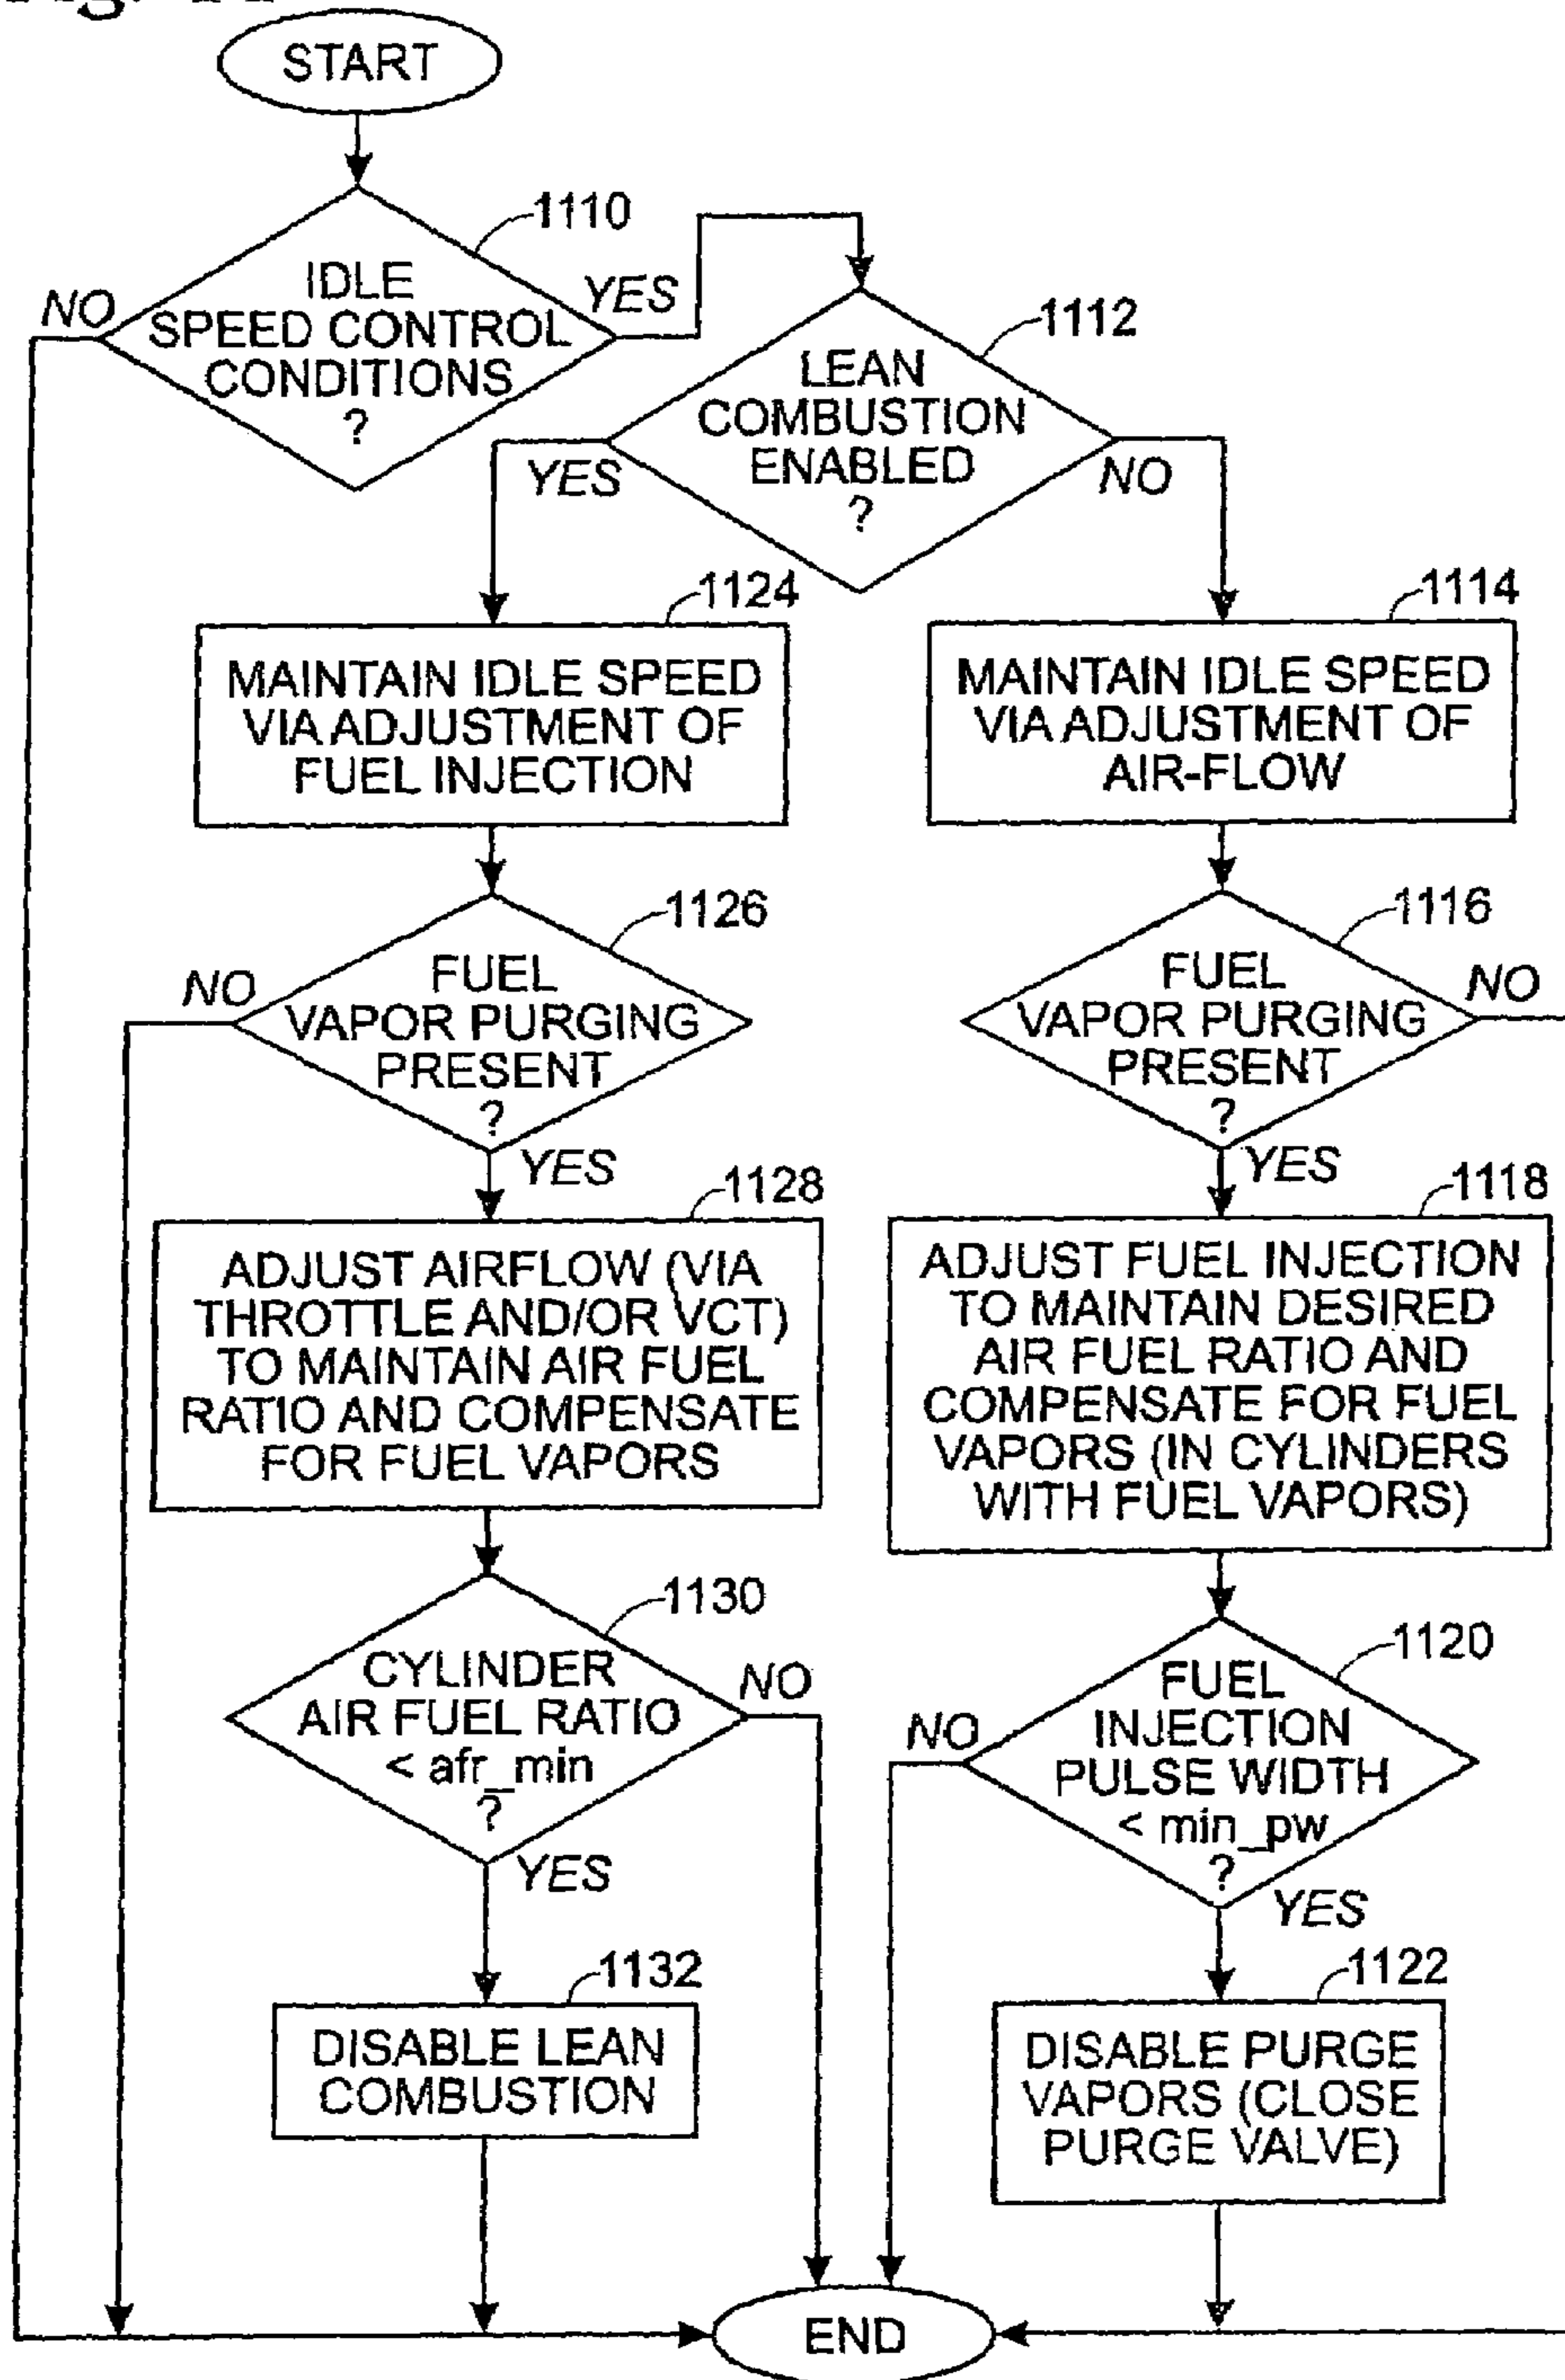 START
1110
IDLE
SPEED CONTROL
CONDITIONS
?
NO
YES
1112
LEAN
COMBUSTION
ENABLED
?
YES
NO
1124
MAINTAIN IDLE SPEED
VIA ADJUSTMENT OF
FUEL INJECTION
1114
MAINTAIN IDLE SPEED
VIA ADJUSTMENT OF
AIR-FLOW
1126
FUEL
VAPOR PURGING
PRESENT
?
NO
YES
1116
FUEL
VAPOR PURGING
PRESENT
?
NO
YES
1128
ADJUST AIRFLOW (VIA
THROTTLE AND/OR VCT)
TO MAINTAIN AIR FUEL
RATIO AND COMPENSATE
FOR FUEL VAPORS
1118
ADJUST FUEL INJECTION
TO MAINTAIN DESIRED
AIR FUEL RATIO AND
COMPENSATE FOR FUEL
VAPORS (IN CYLINDERS
WITH FUEL VAPORS)
1130
CYLINDER
AIR FUEL RATIO
< afr_min
?
NO
YES
1120
FUEL
INJECTION
PULSE WIDTH
< min_pw
?
NO
YES
1132
DISABLE LEAN
COMBUSTION
1122
DISABLE PURGE
VAPORS (CLOSE
PURGE VALVE)
END